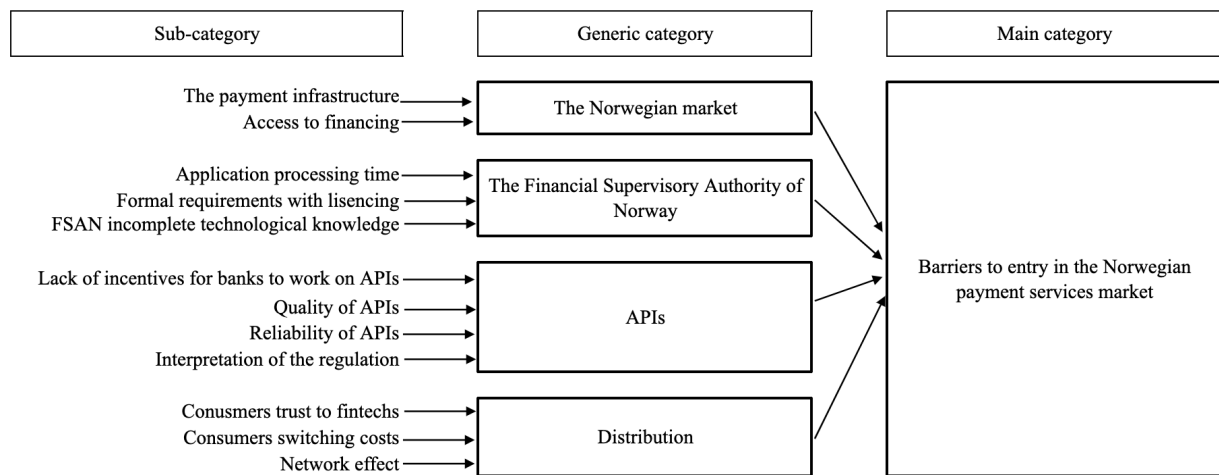 Sub-category
Generic category
Main category
The payment infrastructure
Access to financing
The Norwegian market
Application processing time
Formal requirements with lisencing
FSAN incomplete technological knowledge
The Financial Supervisory Authority of
Norway
Lack of incentives for banks to work on APIs
Quality of APIs
Reliability of APIs
Interpretation of the regulation
APIs
Conusmers trust to fintechs
Consumers switching costs
Network effect
Distribution
Barriers to entry in the Norwegian
payment services market